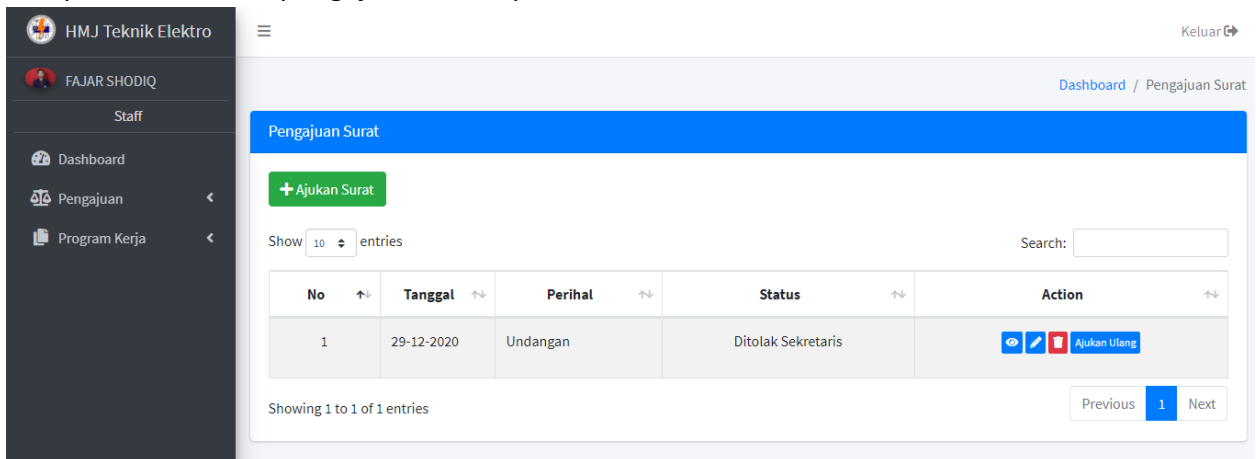 HMJ Teknik Elektro
Keluar
FAJAR SHODIQ
Dashboard / Pengajuan Surat
Staff
Pengajuan Surat
Dashboard
Ajukan Surat
Pengajuan
Program Kerja
Show 10 entries
Search:
No Tanggal Perihal Status Action
1 29-12-2020 Undangan Ditolak Sekretaris Ajukan Ulang
Showing 1 to 1 of 1 entries
Previous 1 Next